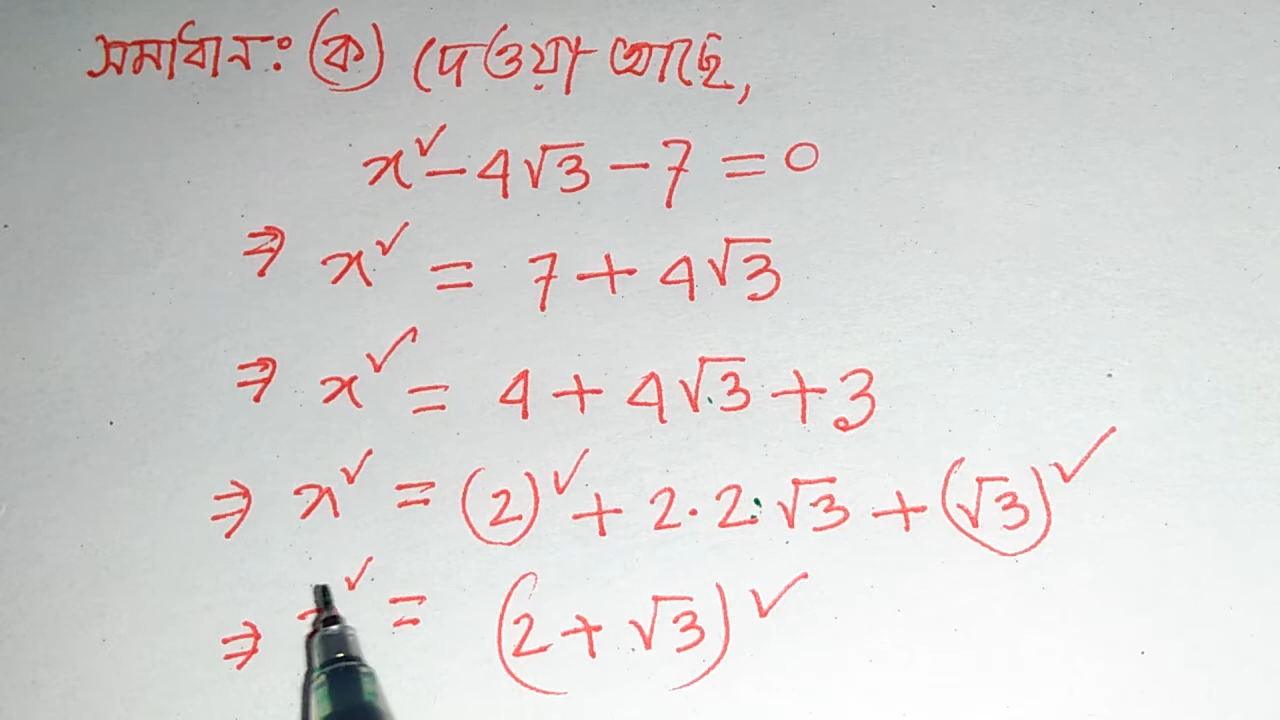 সমাধানঃ (ক) দেওয়া আছে,
x² - 4√3 - 7 = 0
⇒ x² = 7 + 4√3
⇒ x² = 4 + 4√3 + 3
⇒ x² = (2)² + 2·2·√3 + (√3)²
⇒ x² = (2 + √3)²